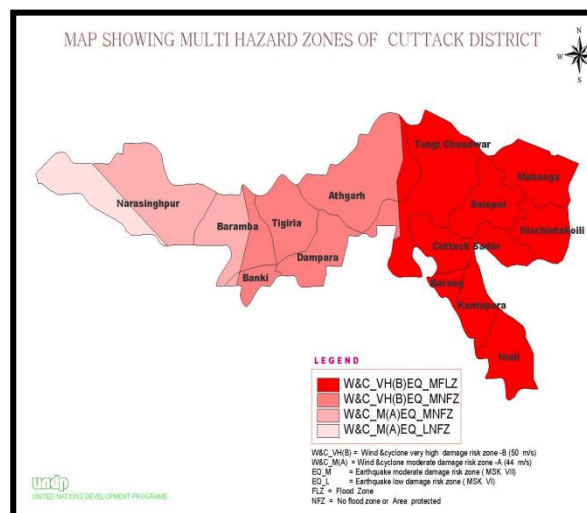 MAP SHOWING MULTI HAZARD ZONES OF CUTTACK DISTRICT
N
W
E
S
Tangi Chaudwar
Mahanga
Narasinghpur
Athgarh
Salepur
Baramba
Tigiria
Nischintakoili
Cuttack Sadar
Dampara
Banki
Barang
Kantapara
Niali
LEGEND
W&C_VH(B)EQ_MFLZ
W&C_VH(B)EQ_MNFZ
W&C_M(A)EQ_MNFZ
W&C_M(A)EQ_LNFZ
W&C_VH(B) = Wind &cyclone very high damage risk zone -B (50 m/s)
W&C_M(A) = Wind &cyclone moderate damage risk zone -A (44 m/s)
EQ_M = Earthquake moderate damage risk zone ( MSK VII)
EQ_L = Earthquake low damage risk zone ( MSK VI)
FLZ = Flood Zone
NFZ = No flood zone or Area protected
undp
UNITED NATIONS DEVELOPMENT PROGRAME